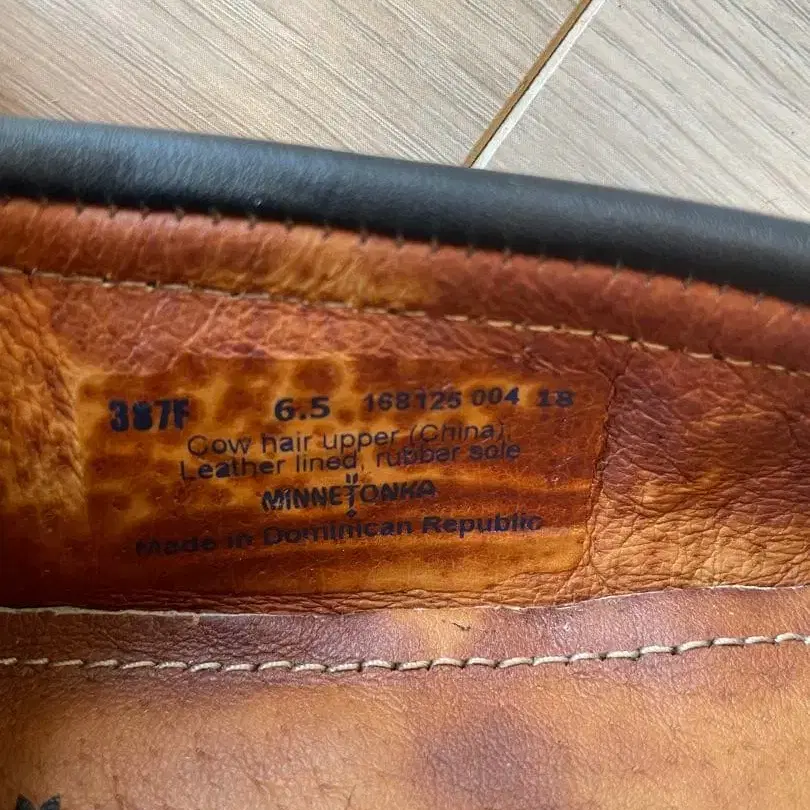 387F 6.5 168125 004 18
Cow hair upper (China),
Leather lined, rubber sole
MINNETONKA
Made in Dominican Republic